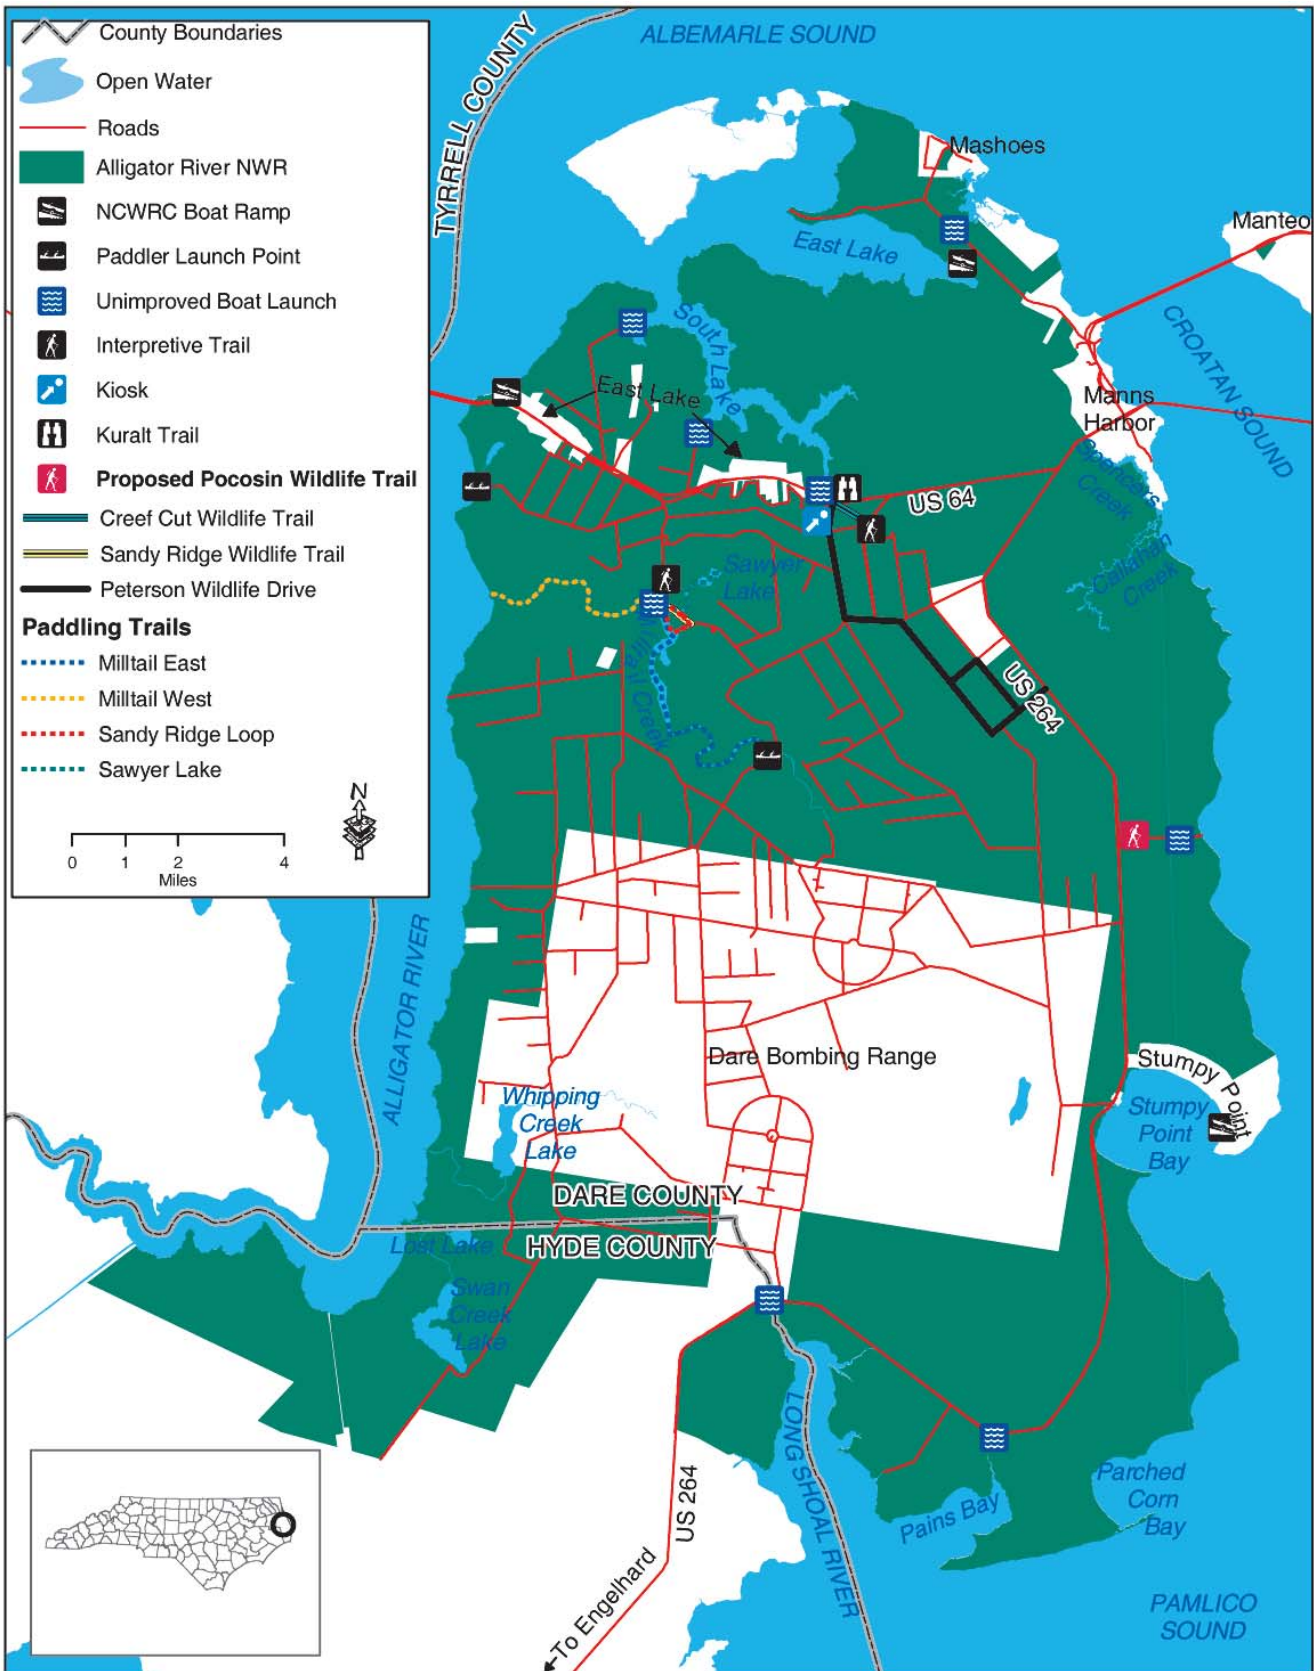 County Boundaries
Open Water
Roads
Alligator River NWR
NCWRC Boat Ramp
Paddler Launch Point
Unimproved Boat Launch
Interpretive Trail
Kiosk
Kuralt Trail
Proposed Pocosin Wildlife Trail
Creef Cut Wildlife Trail
Sandy Ridge Wildlife Trail
Peterson Wildlife Drive
Paddling Trails
Milltail East
Milltail West
Sandy Ridge Loop
Sawyer Lake
N
0 1 2 4
Miles
TYRRELL COUNTY
ALBEMARLE SOUND
Mashoes
Manteo
East Lake
CROATAN SOUND
South Lake
East Lake
Manns
Harbor
Spencers
Creek
US 64
Callahan
Creek
Sawyer
Lake
Milltail Creek
US 264
ALLIGATOR RIVER
Dare Bombing Range
Stumpy Point
Stumpy
Point
Bay
Whipping
Creek
Lake
DARE COUNTY
HYDE COUNTY
Lost Lake
Swan
Creek
Lake
LONG SHOAL RIVER
US 264
To Engelhard
Pains Bay
Parched
Corn
Bay
PAMLICO
SOUND